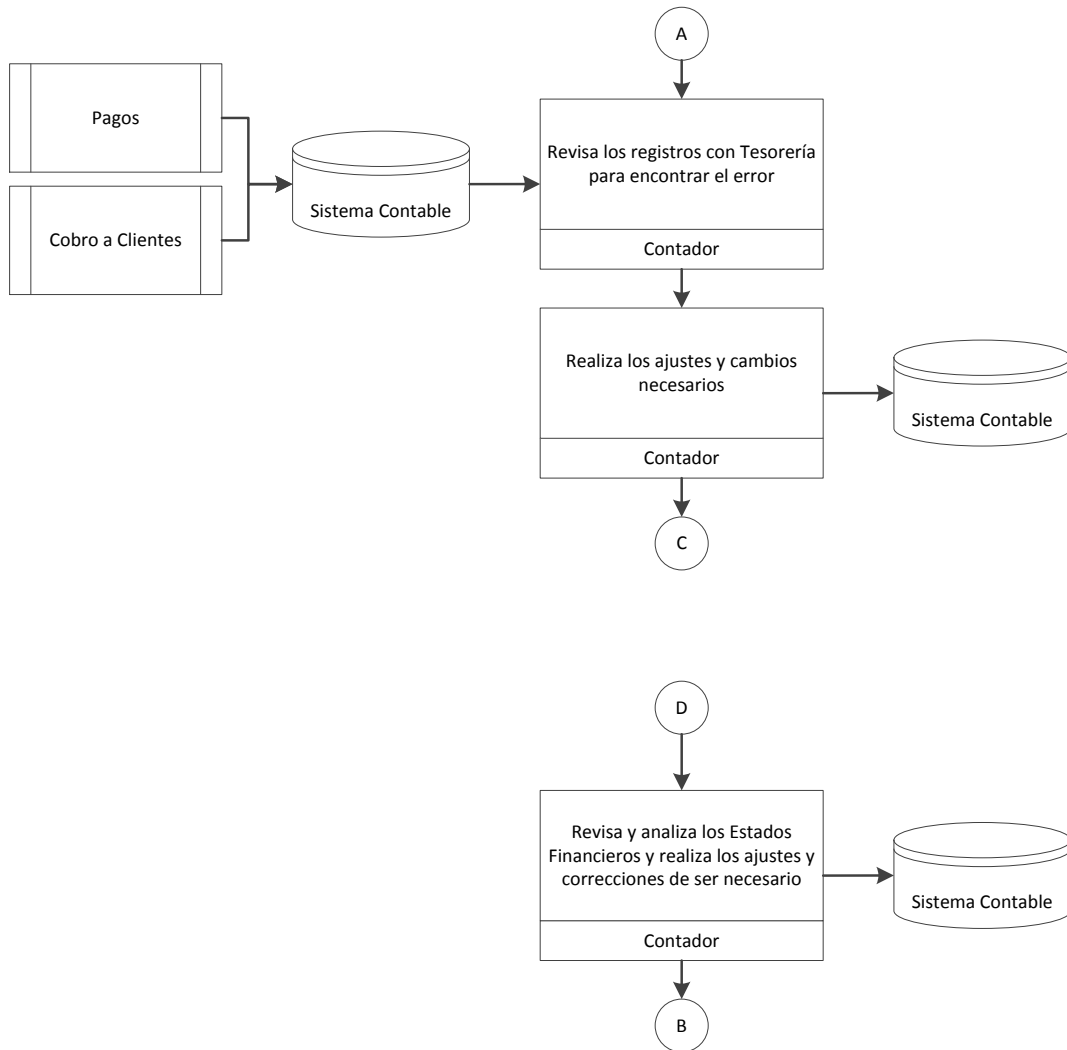 A
Pagos
Cobro a Clientes
Sistema Contable
Revisa los registros con Tesorería
para encontrar el error
Contador
Realiza los ajustes y cambios
necesarios
Contador
Sistema Contable
C
D
Revisa y analiza los Estados
Financieros y realiza los ajustes y
correcciones de ser necesario
Contador
Sistema Contable
B